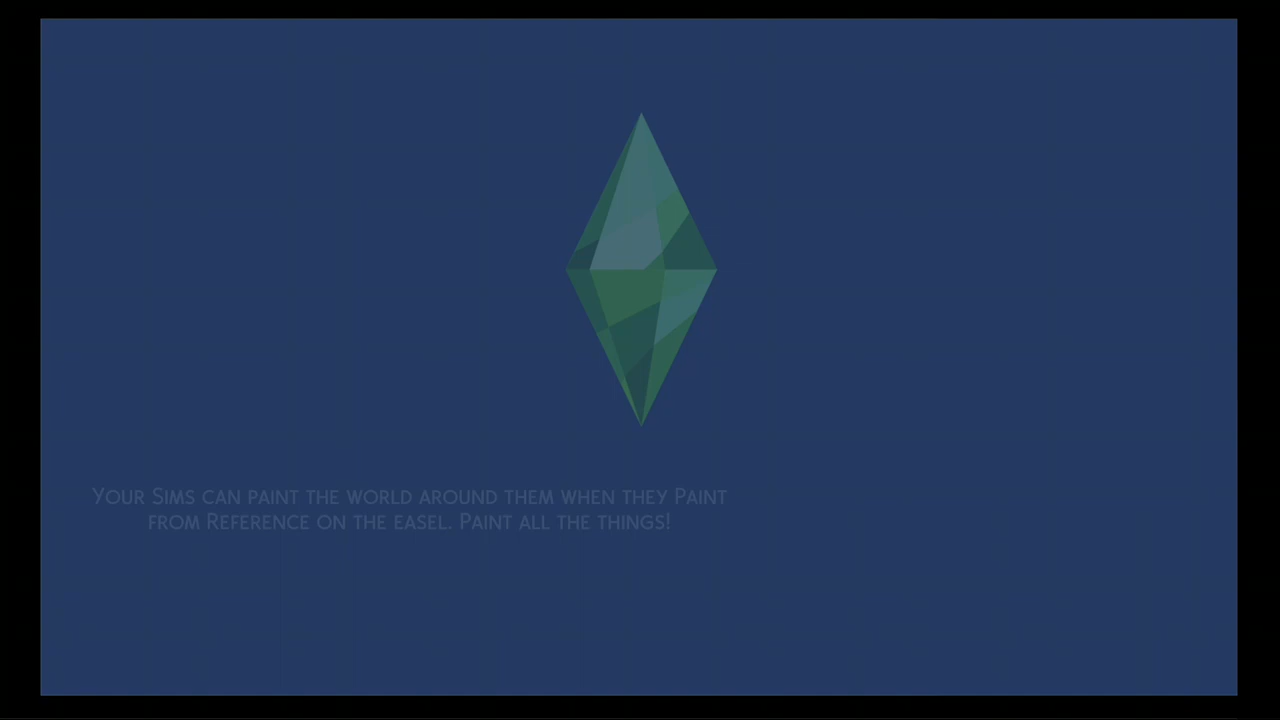 Your Sims can paint the world around them when they Paint
from Reference on the easel. Paint all the things!